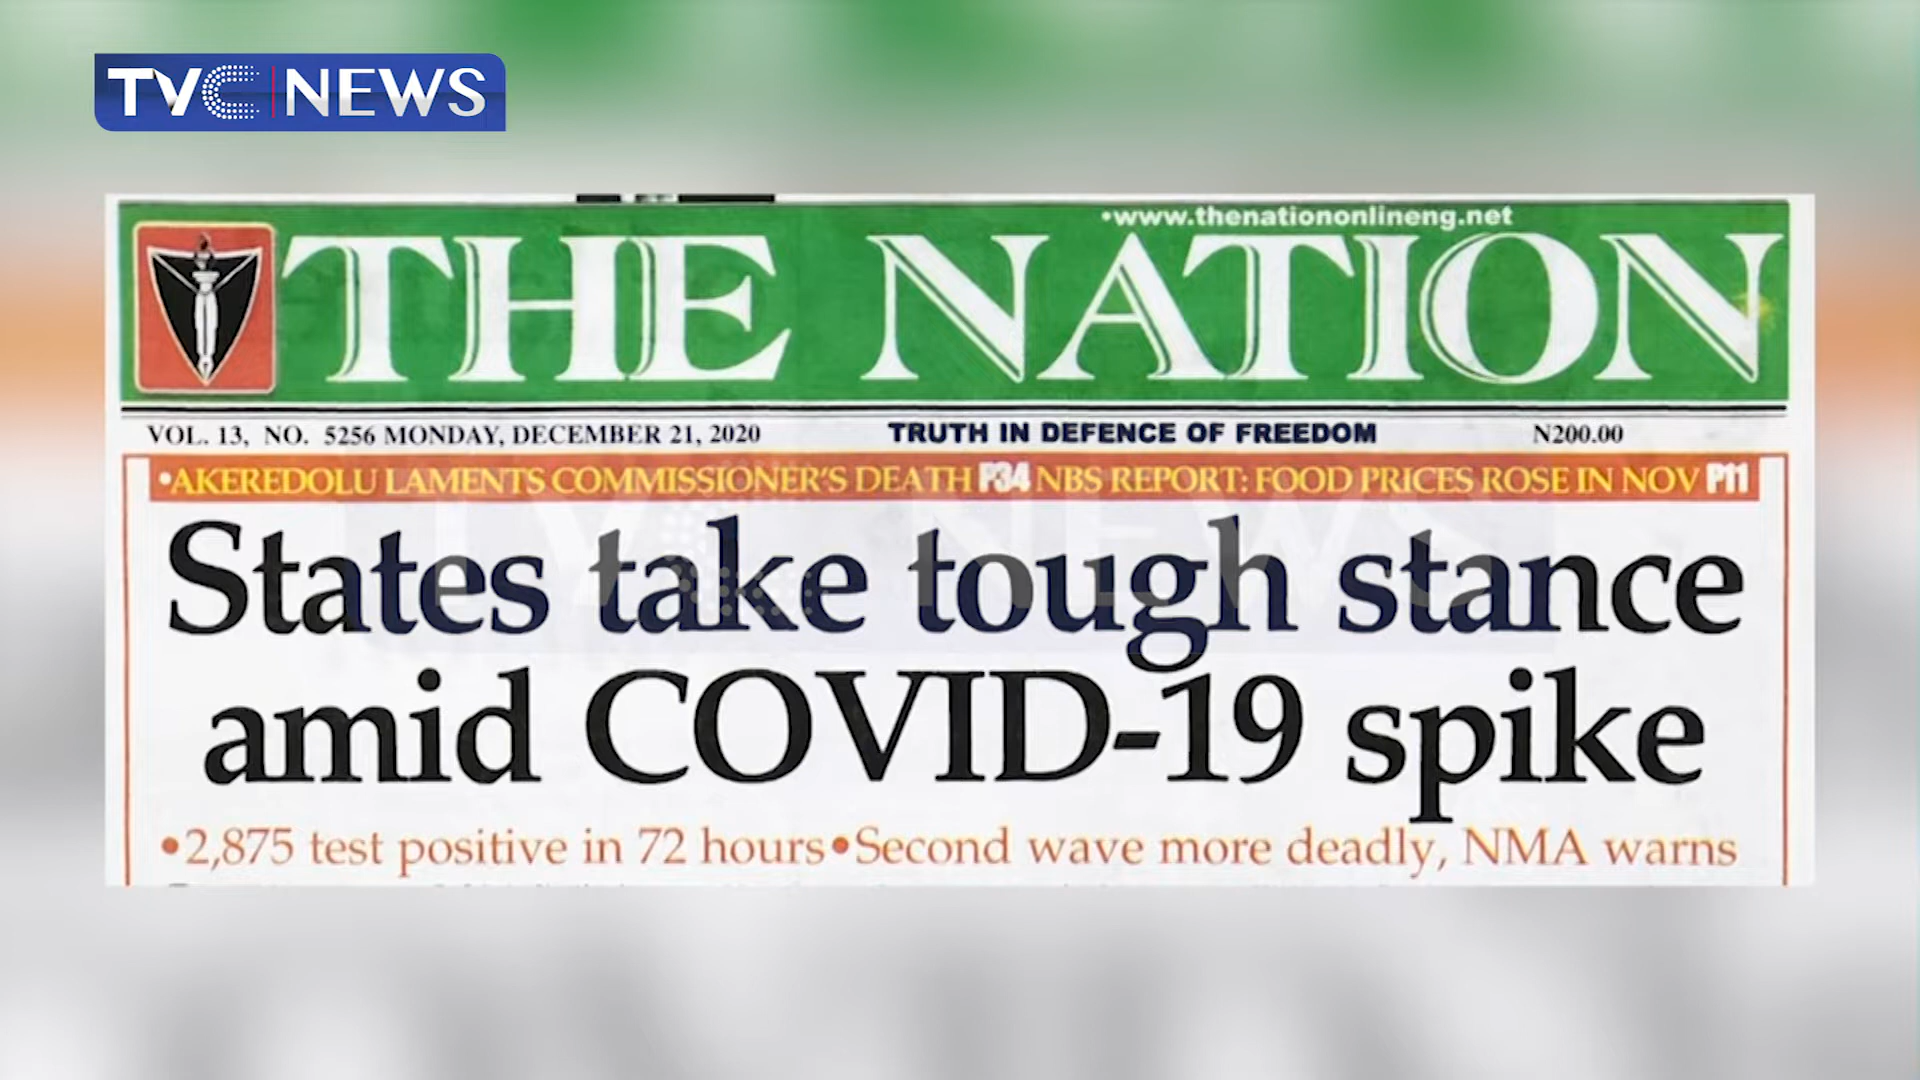 TVC NEWS
•www.thenationonlineng.net
THE NATION
VOL. 13, NO. 5256 MONDAY, DECEMBER 21, 2020 TRUTH IN DEFENCE OF FREEDOM N200.00
•AKEREDOLU LAMENTS COMMISSIONER'S DEATH P34 NBS REPORT: FOOD PRICES ROSE IN NOV P11
States take tough stance
amid COVID-19 spike
•2,875 test positive in 72 hours •Second wave more deadly, NMA warns
TVC NEWS